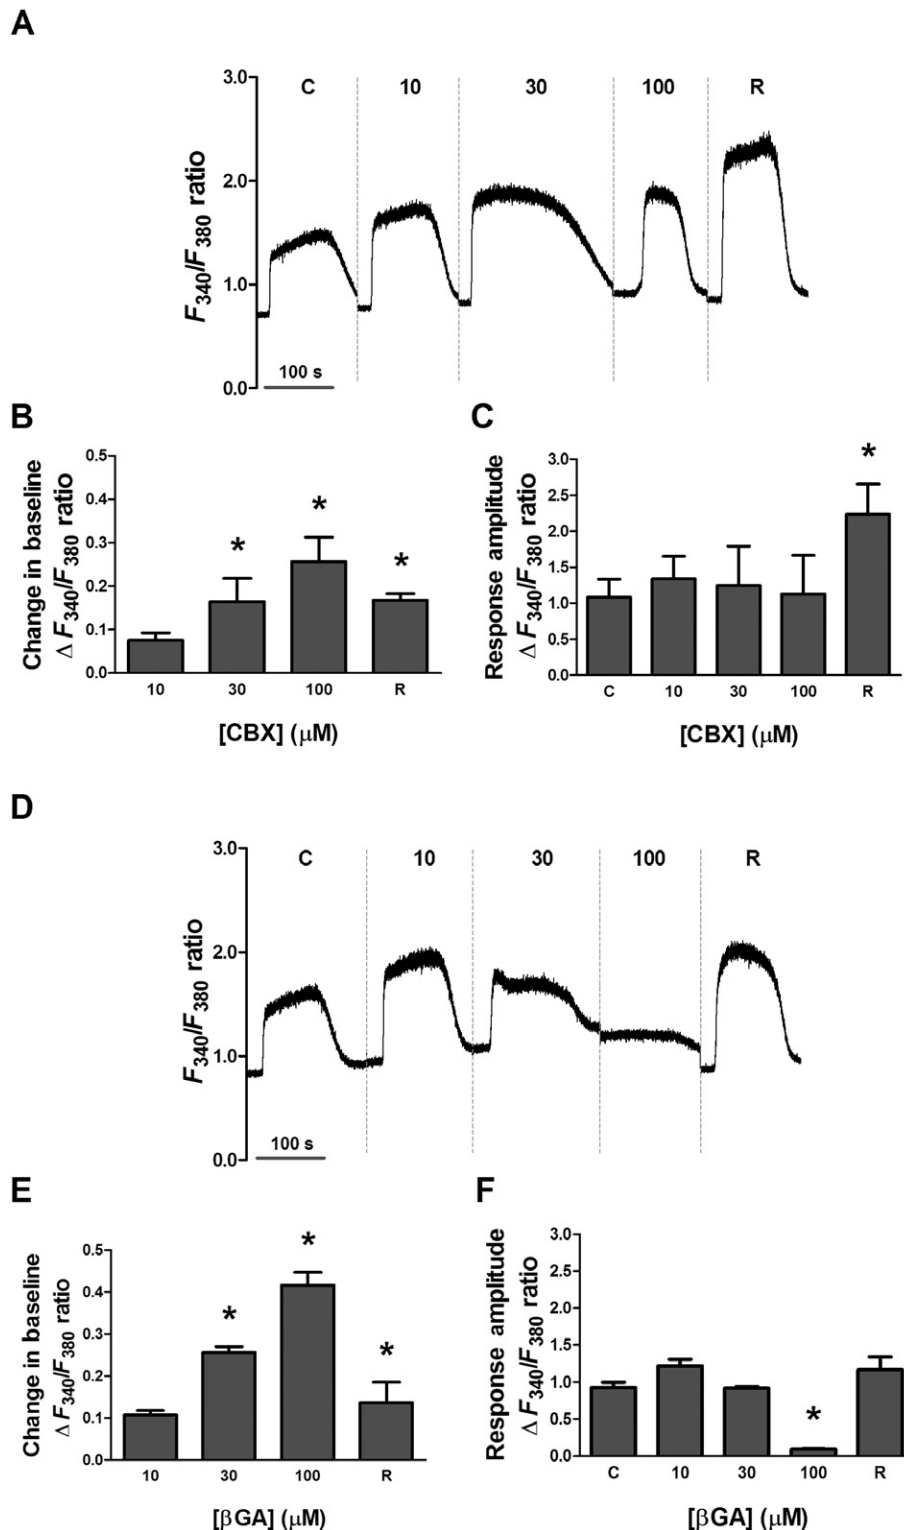 A
3.0
C 10 30 100 R
2.0
F340/F380 ratio
1.0
100 s
0.0
B
Change in baseline
Δ F340/F380 ratio
0.5
0.4
0.3
0.2
0.1
0.0
* * *
10 30 100 R
[CBX] (μM)
C
Response amplitude
Δ F340/F380 ratio
3.0
2.5
2.0
1.5
1.0
0.5
0.0
*
C 10 30 100 R
[CBX] (μM)
D
3.0
C 10 30 100 R
2.0
F340/F380 ratio
1.0
100 s
0.0
E
Change in baseline
Δ F340/F380 ratio
0.5
0.4
0.3
0.2
0.1
0.0
* * *
10 30 100 R
[βGA] (μM)
F
Response amplitude
Δ F340/F380 ratio
3.0
2.5
2.0
1.5
1.0
0.5
0.0
*
C 10 30 100 R
[βGA] (μM)